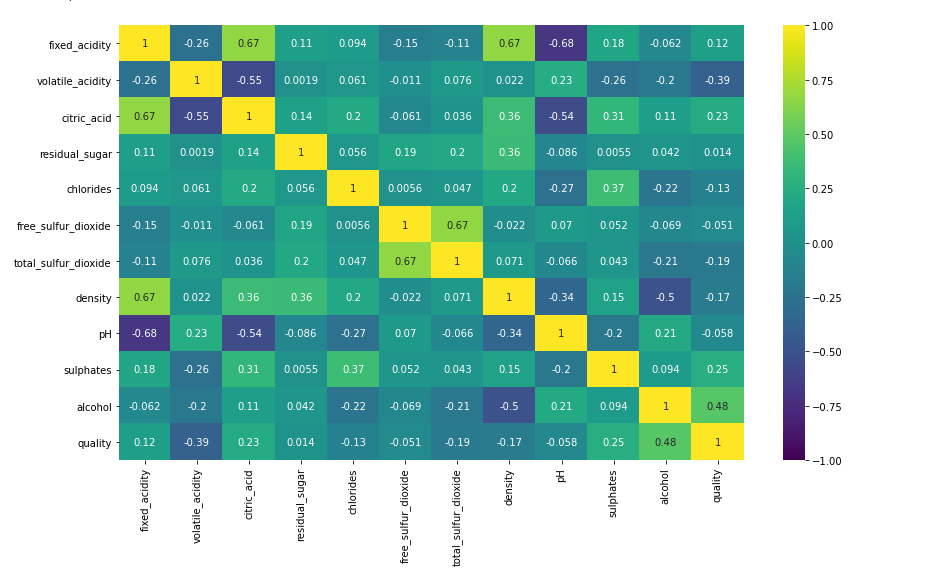 fixed_acidity 1 -0.26 0.67 0.11 0.094 -0.15 -0.11 0.67 -0.68 0.18 -0.062 0.12
volatile_acidity -0.26 1 -0.55 0.0019 0.061 -0.011 0.076 0.022 0.23 -0.26 -0.2 -0.39
citric_acid 0.67 -0.55 1 0.14 0.2 -0.061 0.036 0.36 -0.54 0.31 0.11 0.23
residual_sugar 0.11 0.0019 0.14 1 0.056 0.19 0.2 0.36 -0.086 0.0055 0.042 0.014
chlorides 0.094 0.061 0.2 0.056 1 0.0056 0.047 0.2 -0.27 0.37 -0.22 -0.13
free_sulfur_dioxide -0.15 -0.011 -0.061 0.19 0.0056 1 0.67 -0.022 0.07 0.052 -0.069 -0.051
total_sulfur_dioxide -0.11 0.076 0.036 0.2 0.047 0.67 1 0.071 -0.066 0.043 -0.21 -0.19
density 0.67 0.022 0.36 0.36 0.2 -0.022 0.071 1 -0.34 0.15 -0.5 -0.17
pH -0.68 0.23 -0.54 -0.086 -0.27 0.07 -0.066 -0.34 1 -0.2 0.21 -0.058
sulphates 0.18 -0.26 0.31 0.0055 0.37 0.052 0.043 0.15 -0.2 1 0.094 0.25
alcohol -0.062 -0.2 0.11 0.042 -0.22 -0.069 -0.21 -0.5 0.21 0.094 1 0.48
quality 0.12 -0.39 0.23 0.014 -0.13 -0.051 -0.19 -0.17 -0.058 0.25 0.48 1
fixed_acidity
volatile_acidity
citric_acid
residual_sugar
chlorides
free_sulfur_dioxide
total_sulfur_dioxide
density
pH
sulphates
alcohol
quality
1.00
0.75
0.50
0.25
0.00
−0.25
−0.50
−0.75
−1.00